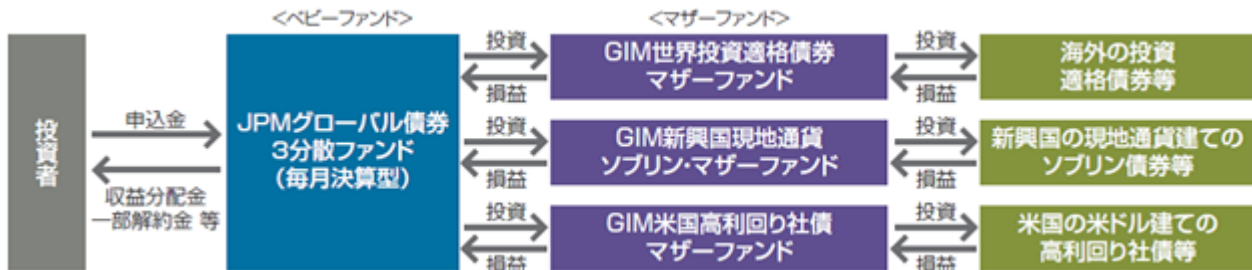 <ベビーファンド>
<マザーファンド>
投資者
申込金
収益分配金
一部解約金 等
JPMグローバル債券
3分散ファンド
(毎月決算型)
投資
損益
GIM世界投資適格債券
マザーファンド
投資
損益
海外の投資
適格債券等
投資
損益
GIM新興国現地通貨
ソブリン・マザーファンド
投資
損益
新興国の現地通貨建ての
ソブリン債券等
投資
損益
GIM米国高利回り社債
マザーファンド
投資
損益
米国の米ドル建ての
高利回り社債等